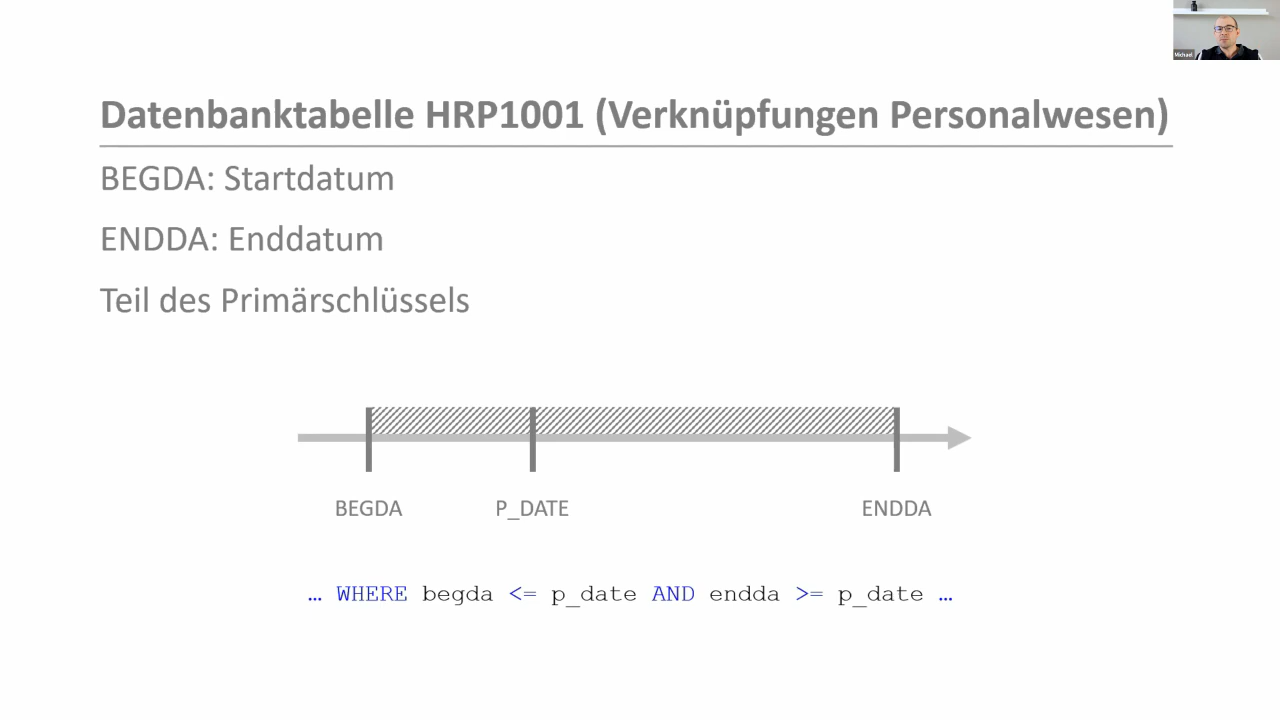 Michael
Datenbanktabelle HRP1001 (Verknüpfungen Personalwesen)
BEGDA: Startdatum
ENDDA: Enddatum
Teil des Primärschlüssels
BEGDA P_DATE ENDDA
… WHERE begda <= p_date AND endda >= p_date …